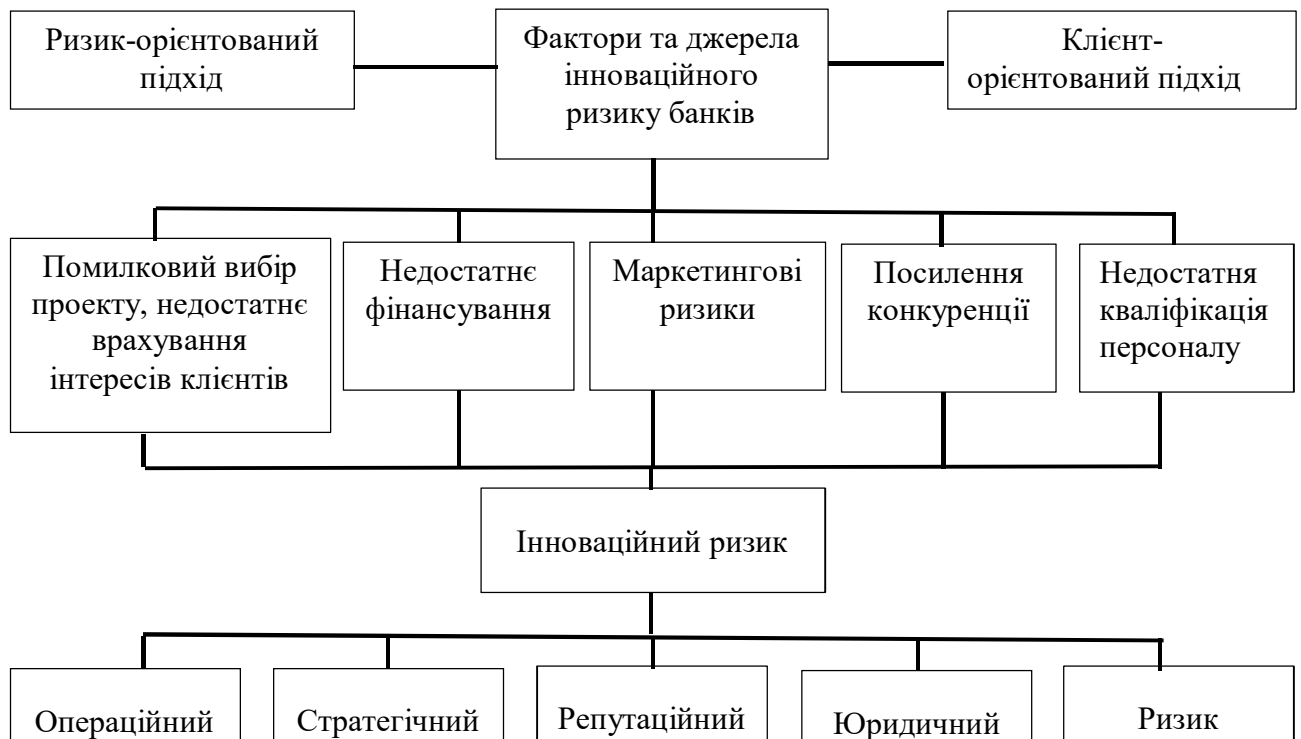 Ризик-орієнтований
підхід
Фактори та джерела
інноваційного
ризику банків
Клієнт-
орієнтований підхід
Помилковий вибір
проекту, недостатнє
врахування
інтересів клієнтів
Недостатнє
фінансування
Маркетингові
ризики
Посилення
конкуренції
Недостатня
кваліфікація
персоналу
Інноваційний ризик
Операційний
Стратегічний
Репутаційний
Юридичний
Ризик